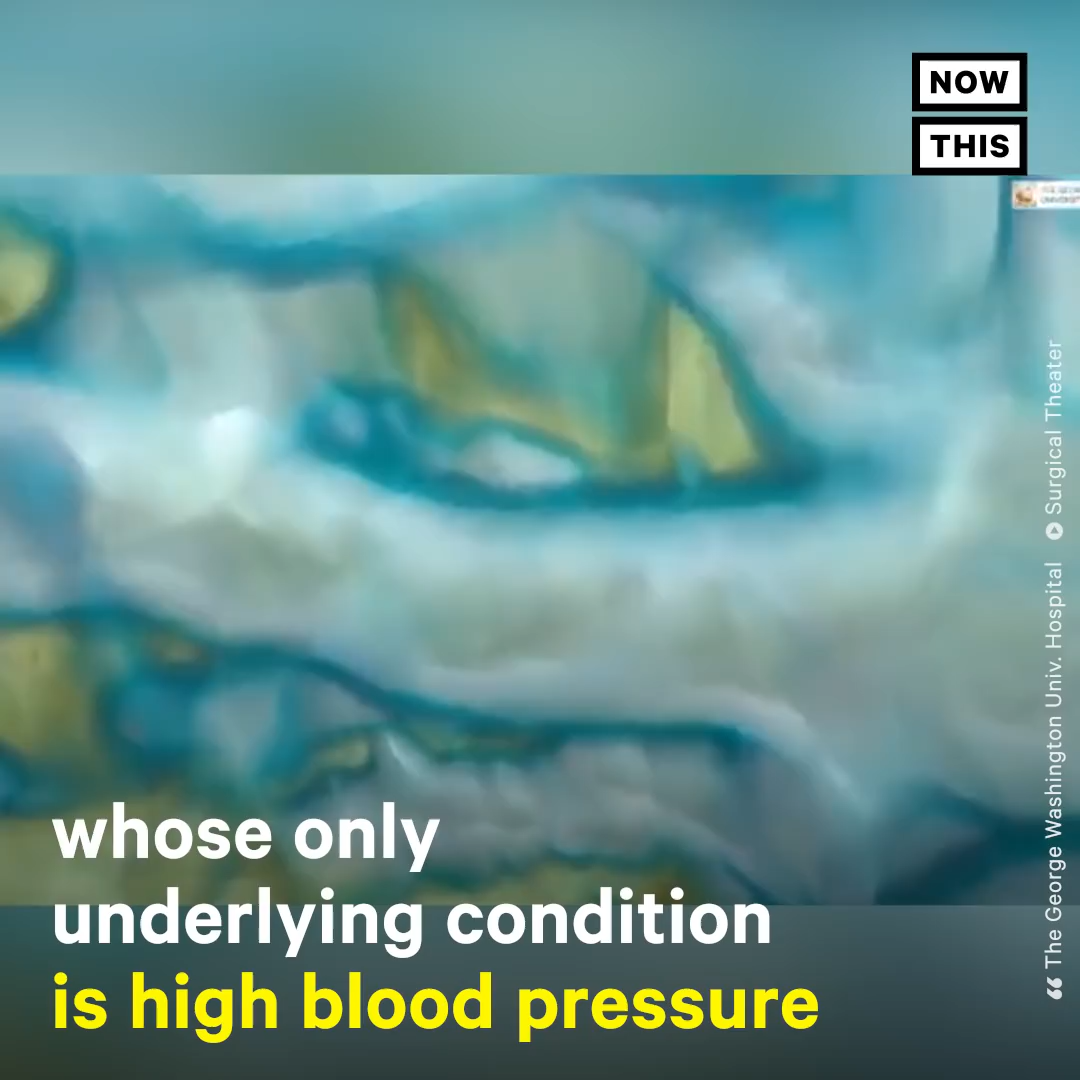 NOW
THIS
whose only
underlying condition
is high blood pressure
The George Washington Univ. Hospital Surgical Theater